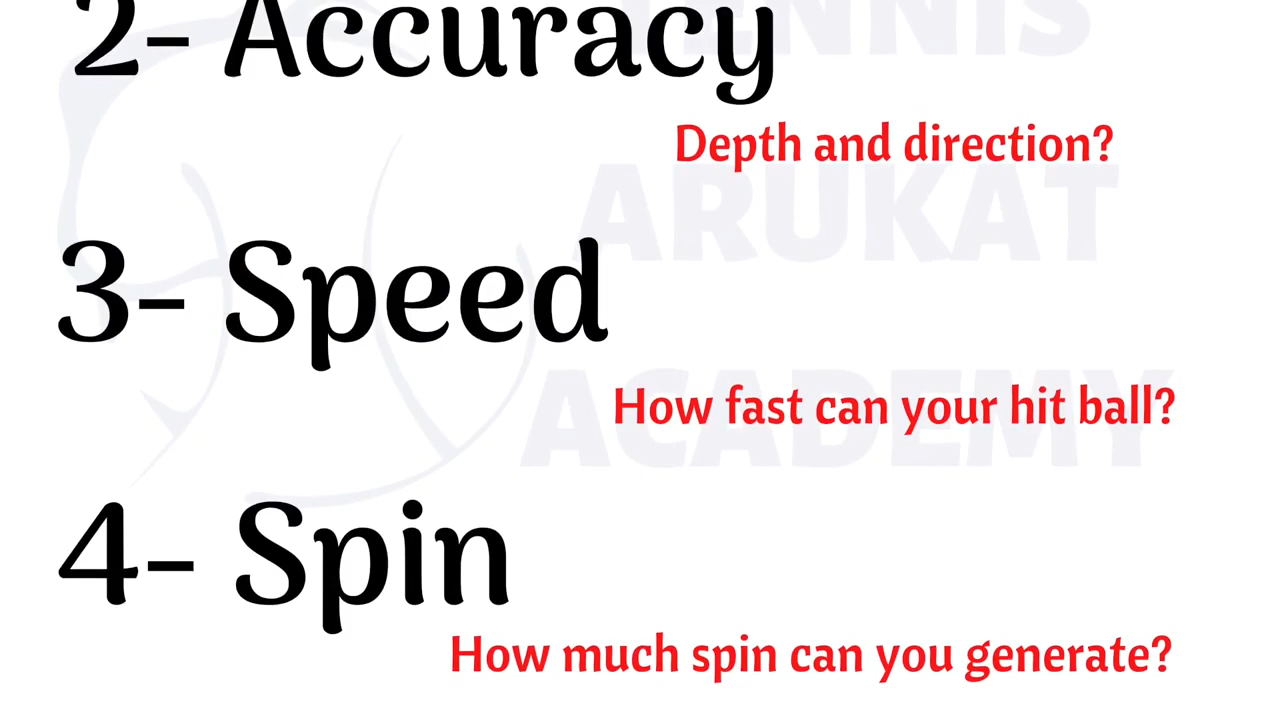 2- Accuracy
TENNIS
Depth and direction?
ARUKAT
3- Speed
How fast can your hit ball?
ACADEMY
4- Spin
How much spin can you generate?